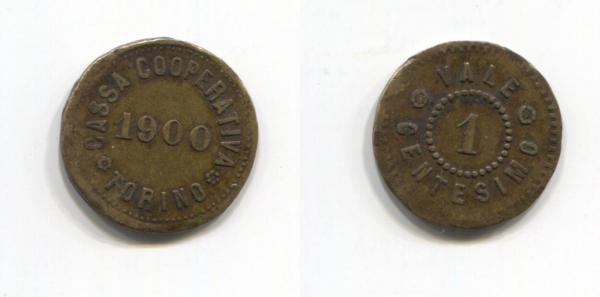 CASSA COOPERATIVA
1900
TORINO
VALE
1
CENTESIMO